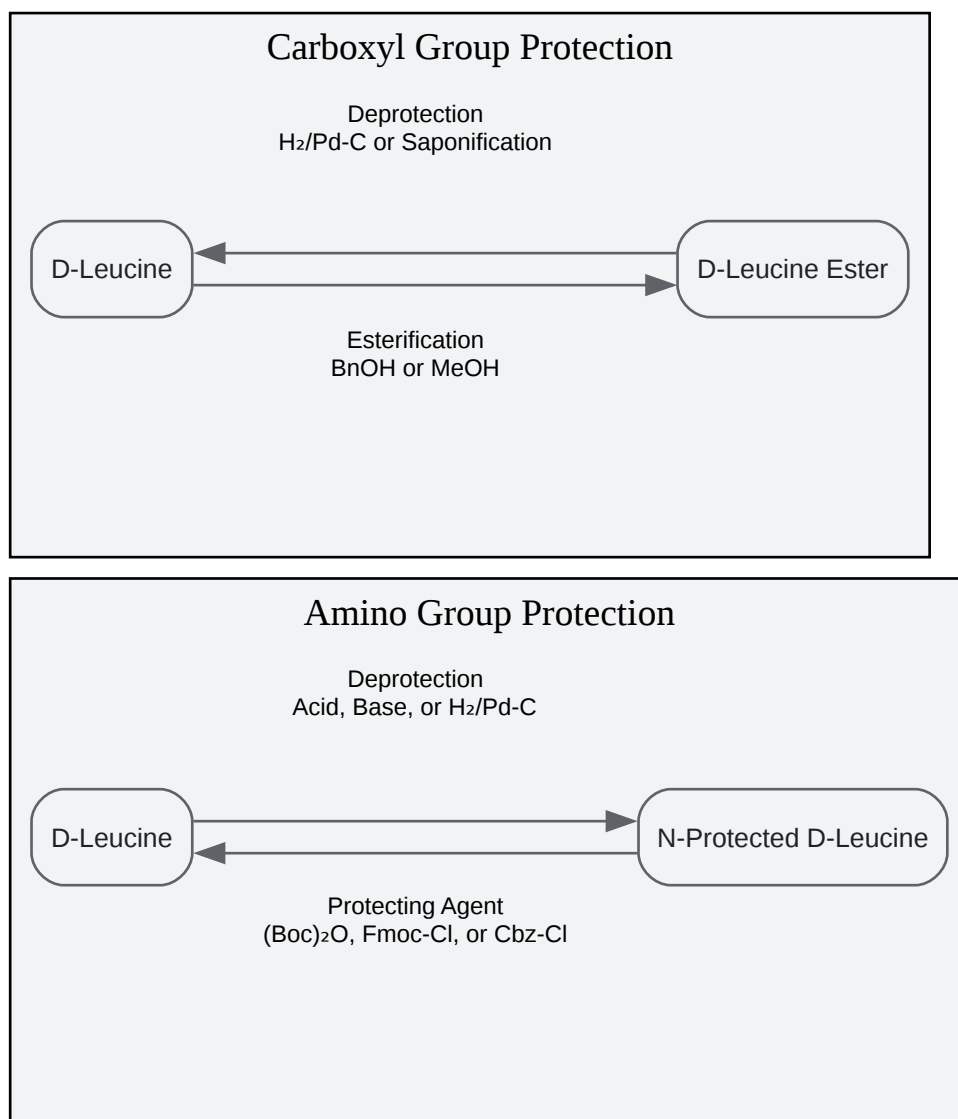 Carboxyl Group Protection
Deprotection
H₂/Pd-C or Saponification
D-Leucine
D-Leucine Ester
Esterification
BnOH or MeOH
Amino Group Protection
Deprotection
Acid, Base, or H₂/Pd-C
D-Leucine
N-Protected D-Leucine
Protecting Agent
(Boc)₂O, Fmoc-Cl, or Cbz-Cl